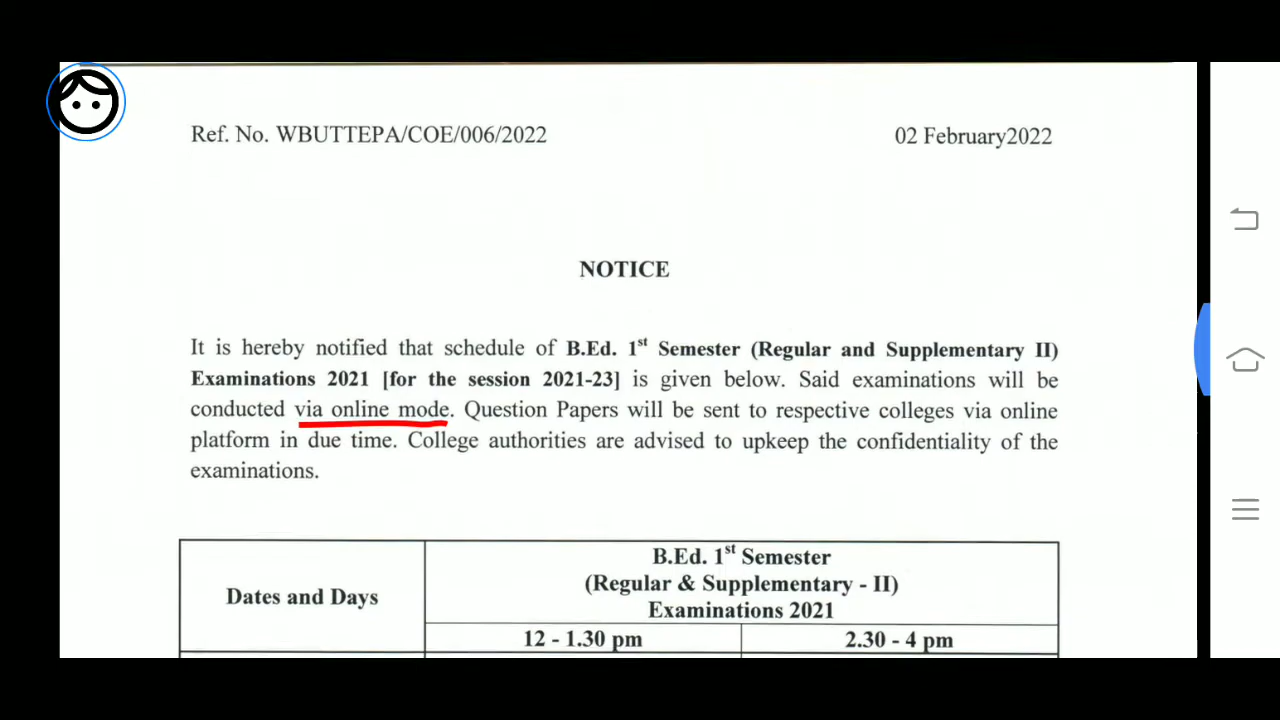 Ref. No. WBUTTEPA/COE/006/2022
02 February2022
NOTICE
It is hereby notified that schedule of B.Ed. 1st Semester (Regular and Supplementary II)
Examinations 2021 [for the session 2021-23] is given below. Said examinations will be
conducted via online mode. Question Papers will be sent to respective colleges via online
platform in due time. College authorities are advised to upkeep the confidentiality of the
examinations.
Dates and Days
B.Ed. 1st Semester
(Regular & Supplementary - II)
Examinations 2021
12 - 1.30 pm
2.30 - 4 pm